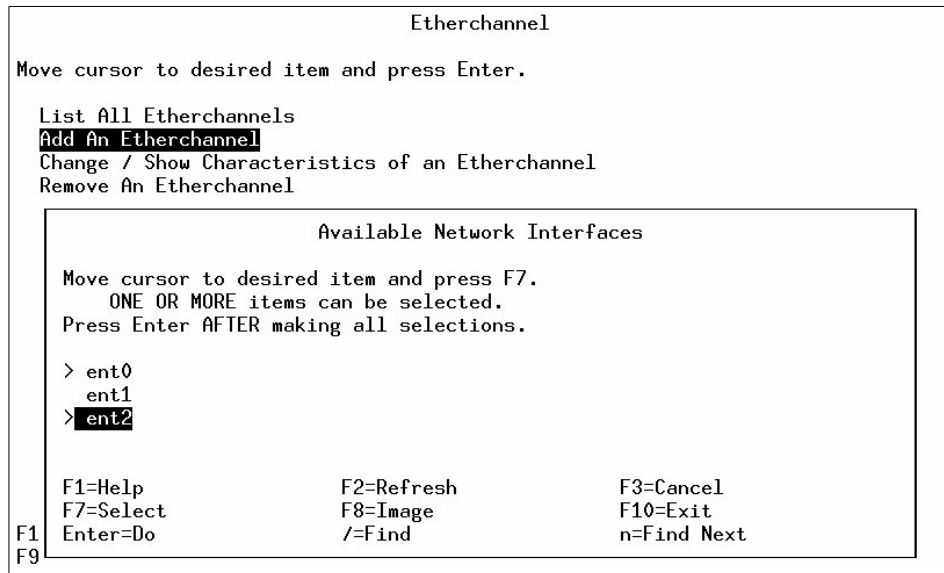 Etherchannel
Move cursor to desired item and press Enter.
List All Etherchannels
Add An Etherchannel
Change / Show Characteristics of an Etherchannel
Remove An Etherchannel
Available Network Interfaces
Move cursor to desired item and press F7.
ONE OR MORE items can be selected.
Press Enter AFTER making all selections.
> ent0
ent1
> ent2
F1=Help F2=Refresh F3=Cancel
F7=Select F8=Image F10=Exit
F1 Enter=Do /=Find n=Find Next
F9